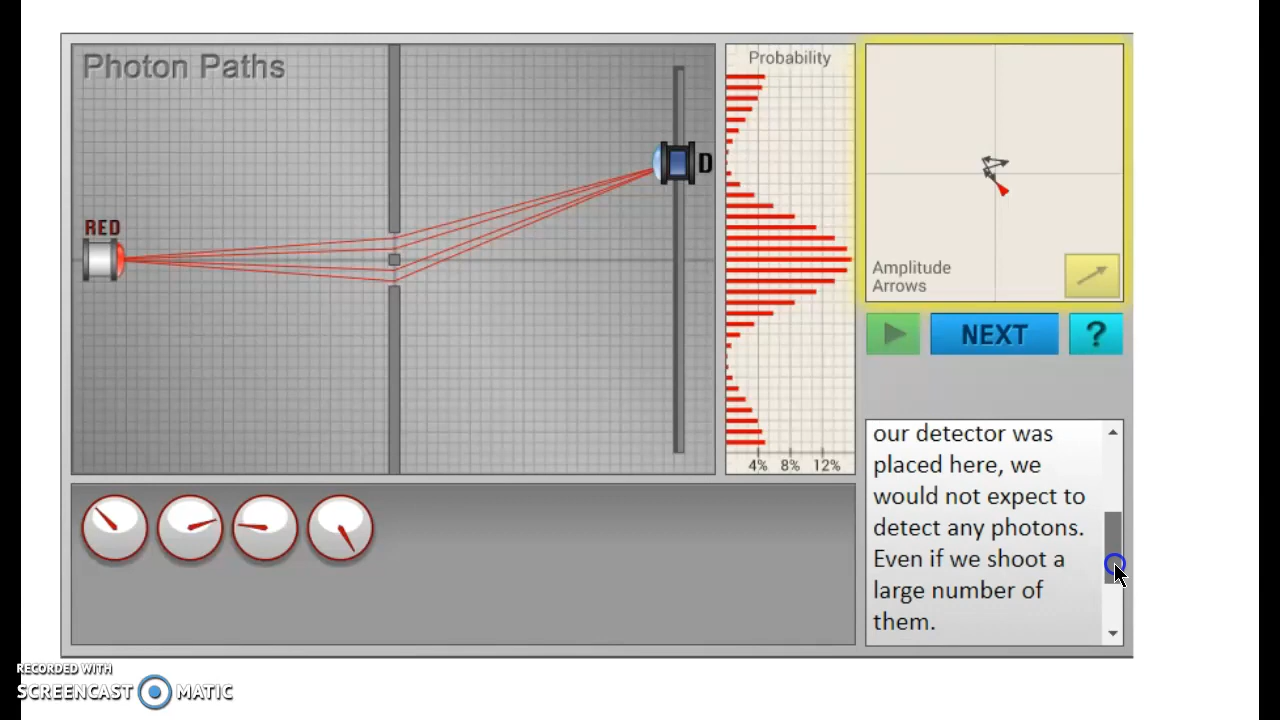 Photon Paths
RED
D
Probability
4% 8% 12%
Amplitude
Arrows
NEXT
?
our detector was
placed here, we
would not expect to
detect any photons.
Even if we shoot a
large number of
them.
RECORDED WITH
SCREENCAST MATIC